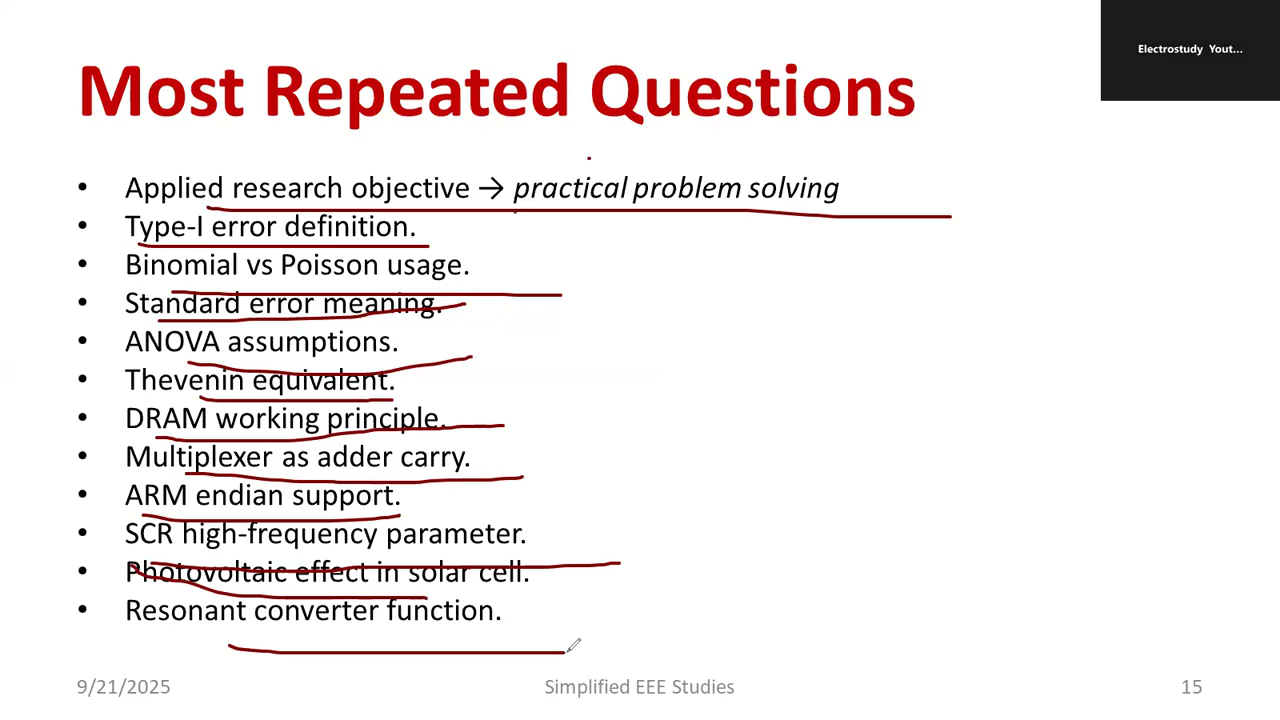 Electrostudy Yout...
Most Repeated Questions
• Applied research objective → practical problem solving
• Type-I error definition.
• Binomial vs Poisson usage.
• Standard error meaning.
• ANOVA assumptions.
• Thevenin equivalent.
• DRAM working principle.
• Multiplexer as adder carry.
• ARM endian support.
• SCR high-frequency parameter.
• Photovoltaic effect in solar cell.
• Resonant converter function.
9/21/2025 Simplified EEE Studies 15